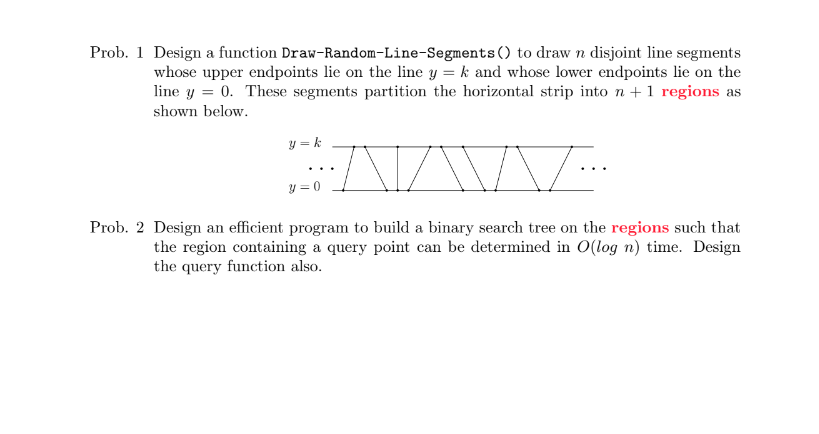 Prob. 1 Design a function Draw-Random-Line-Segments() to draw n disjoint line segments
whose upper endpoints lie on the line y = k and whose lower endpoints lie on the
line y = 0. These segments partition the horizontal strip into n + 1 regions as
shown below.
y = k
· · · · · ·
y = 0
Prob. 2 Design an efficient program to build a binary search tree on the regions such that
the region containing a query point can be determined in O(log n) time. Design
the query function also.